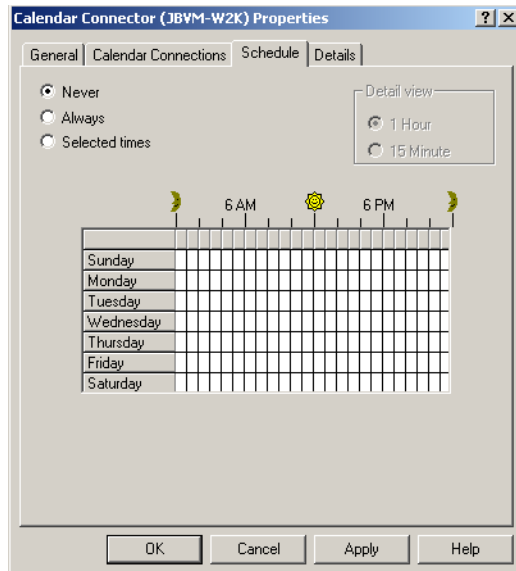 Calendar Connector (JBVM-W2K) Properties
General Calendar Connections Schedule Details
Never
Always
Selected times
Detail view
1 Hour
15 Minute
6 AM 6 PM
Sunday
Monday
Tuesday
Wednesday
Thursday
Friday
Saturday
OK Cancel Apply Help